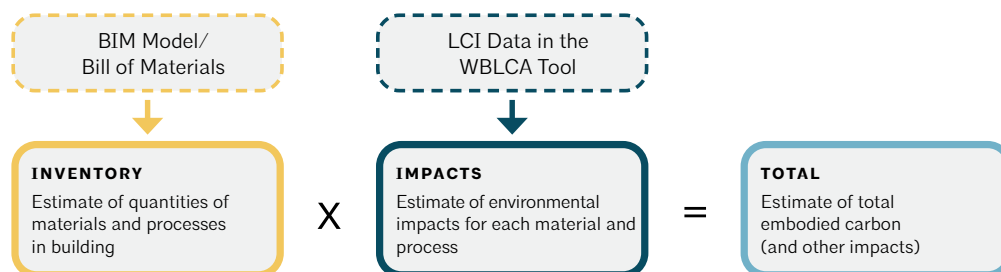 BIM Model/
Bill of Materials
LCI Data in the
WBLCA Tool
INVENTORY
Estimate of quantities of
materials and processes
in building
X
IMPACTS
Estimate of environmental
impacts for each material and
process
=
TOTAL
Estimate of total
embodied carbon
(and other impacts)